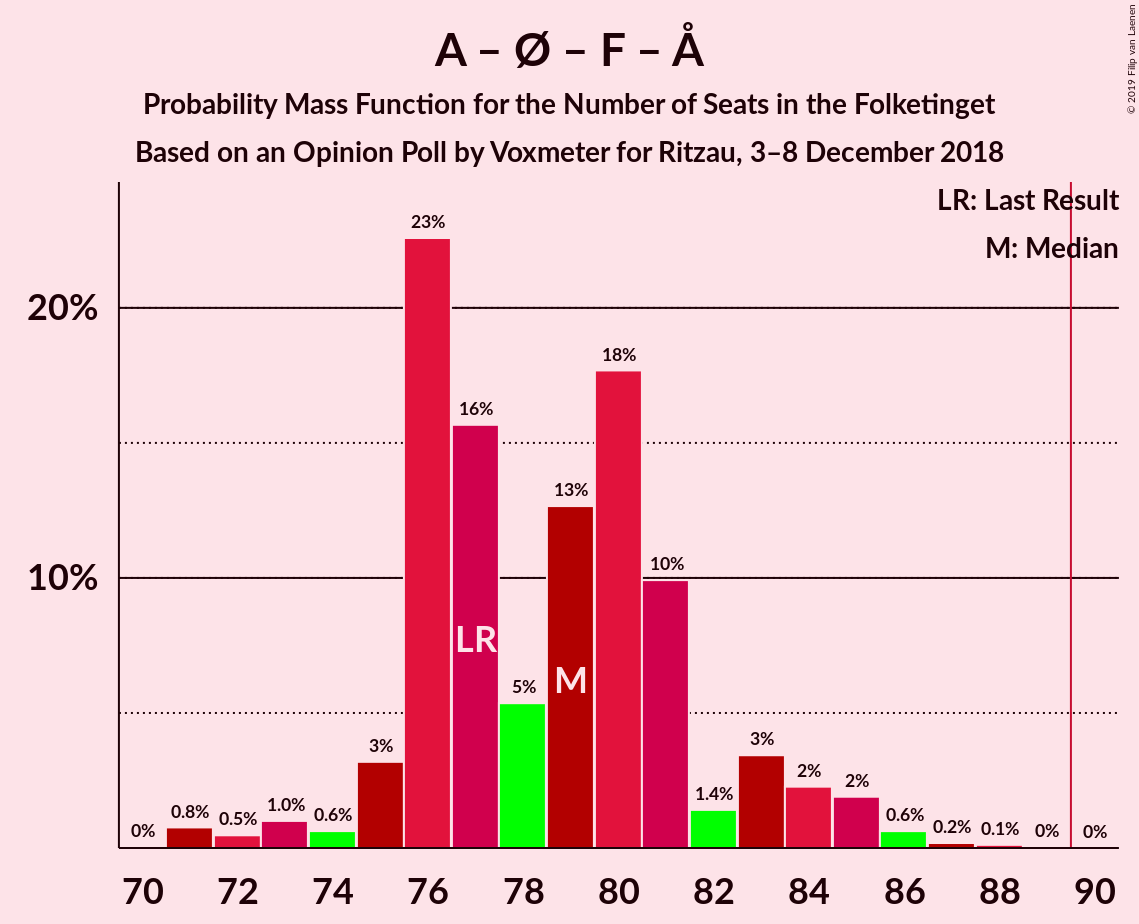 A – Ø – F – Å
Probability Mass Function for the Number of Seats in the Folketinget
Based on an Opinion Poll by Voxmeter for Ritzau, 3–8 December 2018
© 2019 Filip van Laenen
LR: Last Result
M: Median
20%
10%
0%
0.8%
0.5%
1.0%
0.6%
3%
23%
16%
5%
13%
18%
10%
1.4%
3%
2%
2%
0.6%
0.2%
0.1%
0%
0%
LR
M
70 72 74 76 78 80 82 84 86 88 90